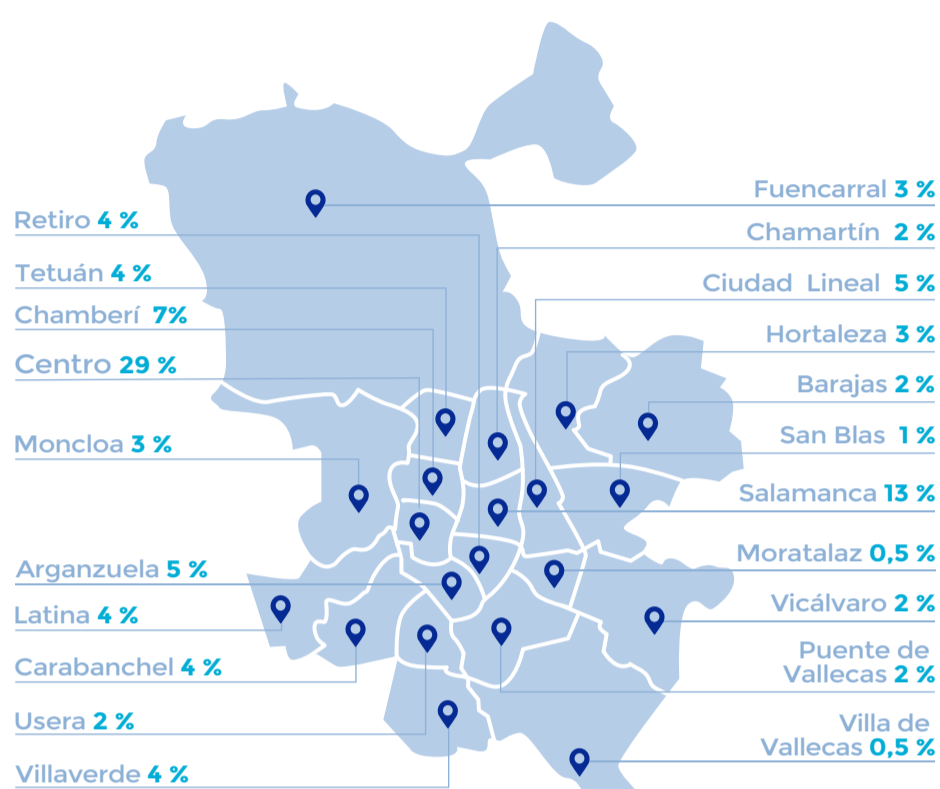 Retiro 4 %
Tetuán 4 %
Chamberí 7%
Centro 29 %
Moncloa 3 %
Arganzuela 5 %
Latina 4 %
Carabanchel 4 %
Usera 2 %
Villaverde 4 %
Fuencarral 3 %
Chamartín 2 %
Ciudad Lineal 5 %
Hortaleza 3 %
Barajas 2 %
San Blas 1 %
Salamanca 13 %
Moratalaz 0,5 %
Vicálvaro 2 %
Puente de
Vallecas 2 %
Villa de
Vallecas 0,5 %